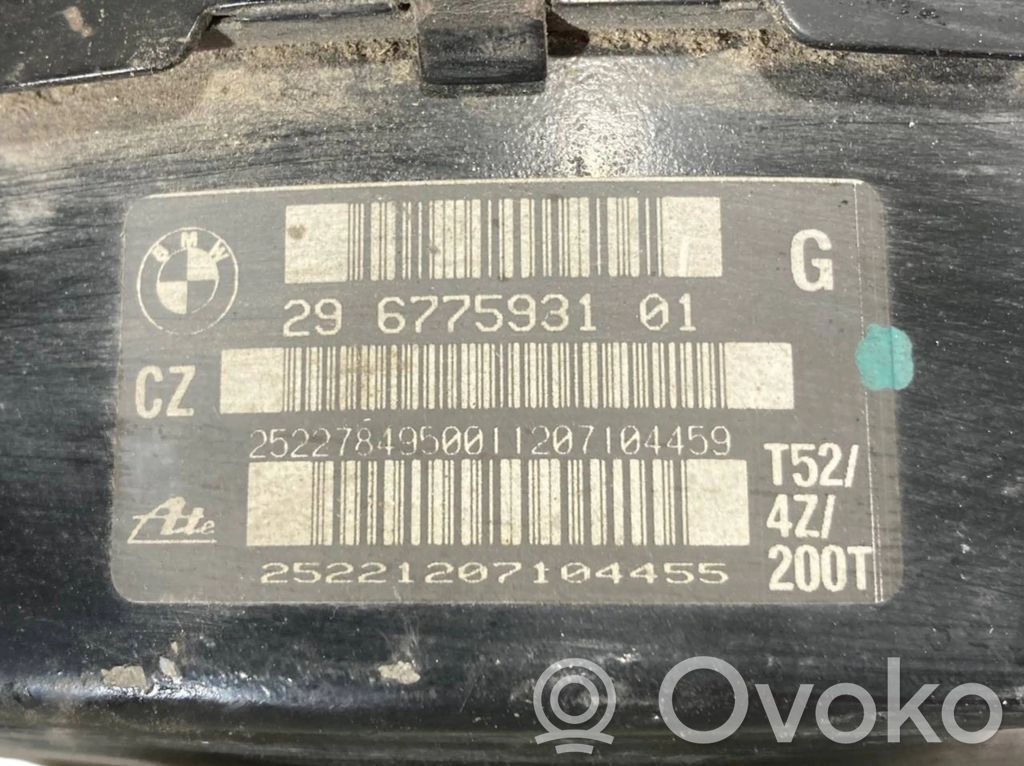 BMW
G
29 6775931 01
CZ
2522784950011207104459
T52/
4Z/
200T
Ate
25221207104455
Ovoko